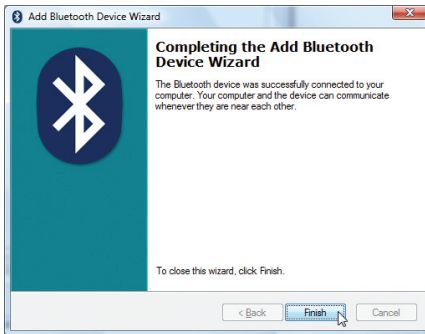 Add Bluetooth Device Wizard
Completing the Add Bluetooth
Device Wizard
The Bluetooth device was successfully connected to your
computer. Your computer and the device can communicate
whenever they are near each other.
To close this wizard, click Finish.
< Back
Finish
Cancel